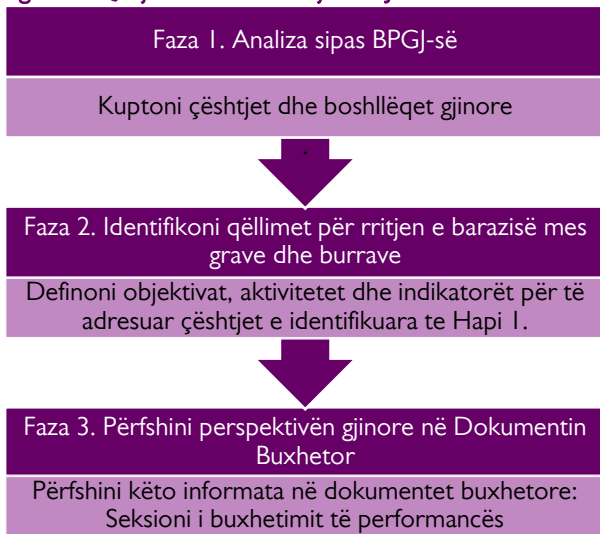 Faza 1. Analiza sipas BPGJ-së
Kuptoni çështjet dhe boshllëqet gjinore
Faza 2. Identifikoni qëllimet për rritjen e barazisë mes
grave dhe burrave
Definoni objektivat, aktivitetet dhe indikatorët për të
adresuar çështjet e identifikuara te Hapi 1.
Faza 3. Përfshini perspektivën gjinore në Dokumentin
Buxhetor
Përfshini këto informata në dokumentet buxhetore:
Seksioni i buxhetimit të performancës